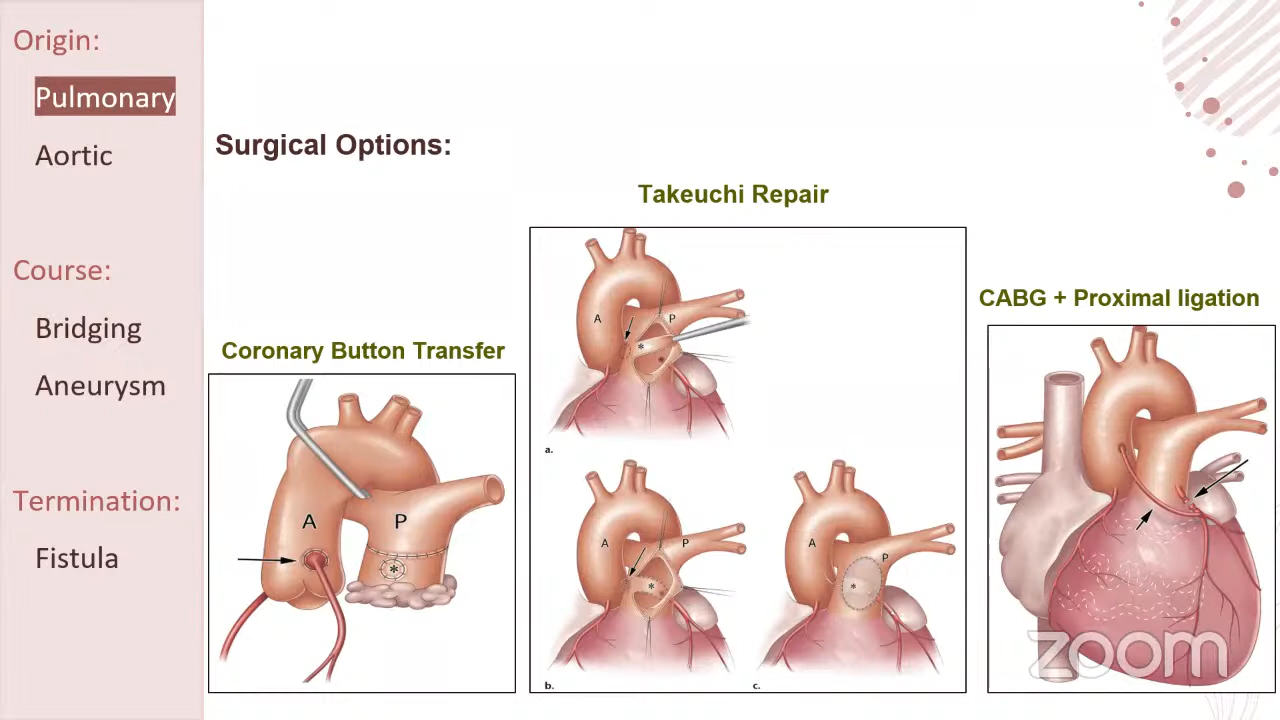 Origin:
Pulmonary
Aortic
Course:
Bridging
Aneurysm
Termination:
Fistula
Surgical Options:
Coronary Button Transfer
A
P
*
Takeuchi Repair
A
P
*
*
a.
A
P
*
b.
A
P
*
c.
CABG + Proximal ligation
zoom